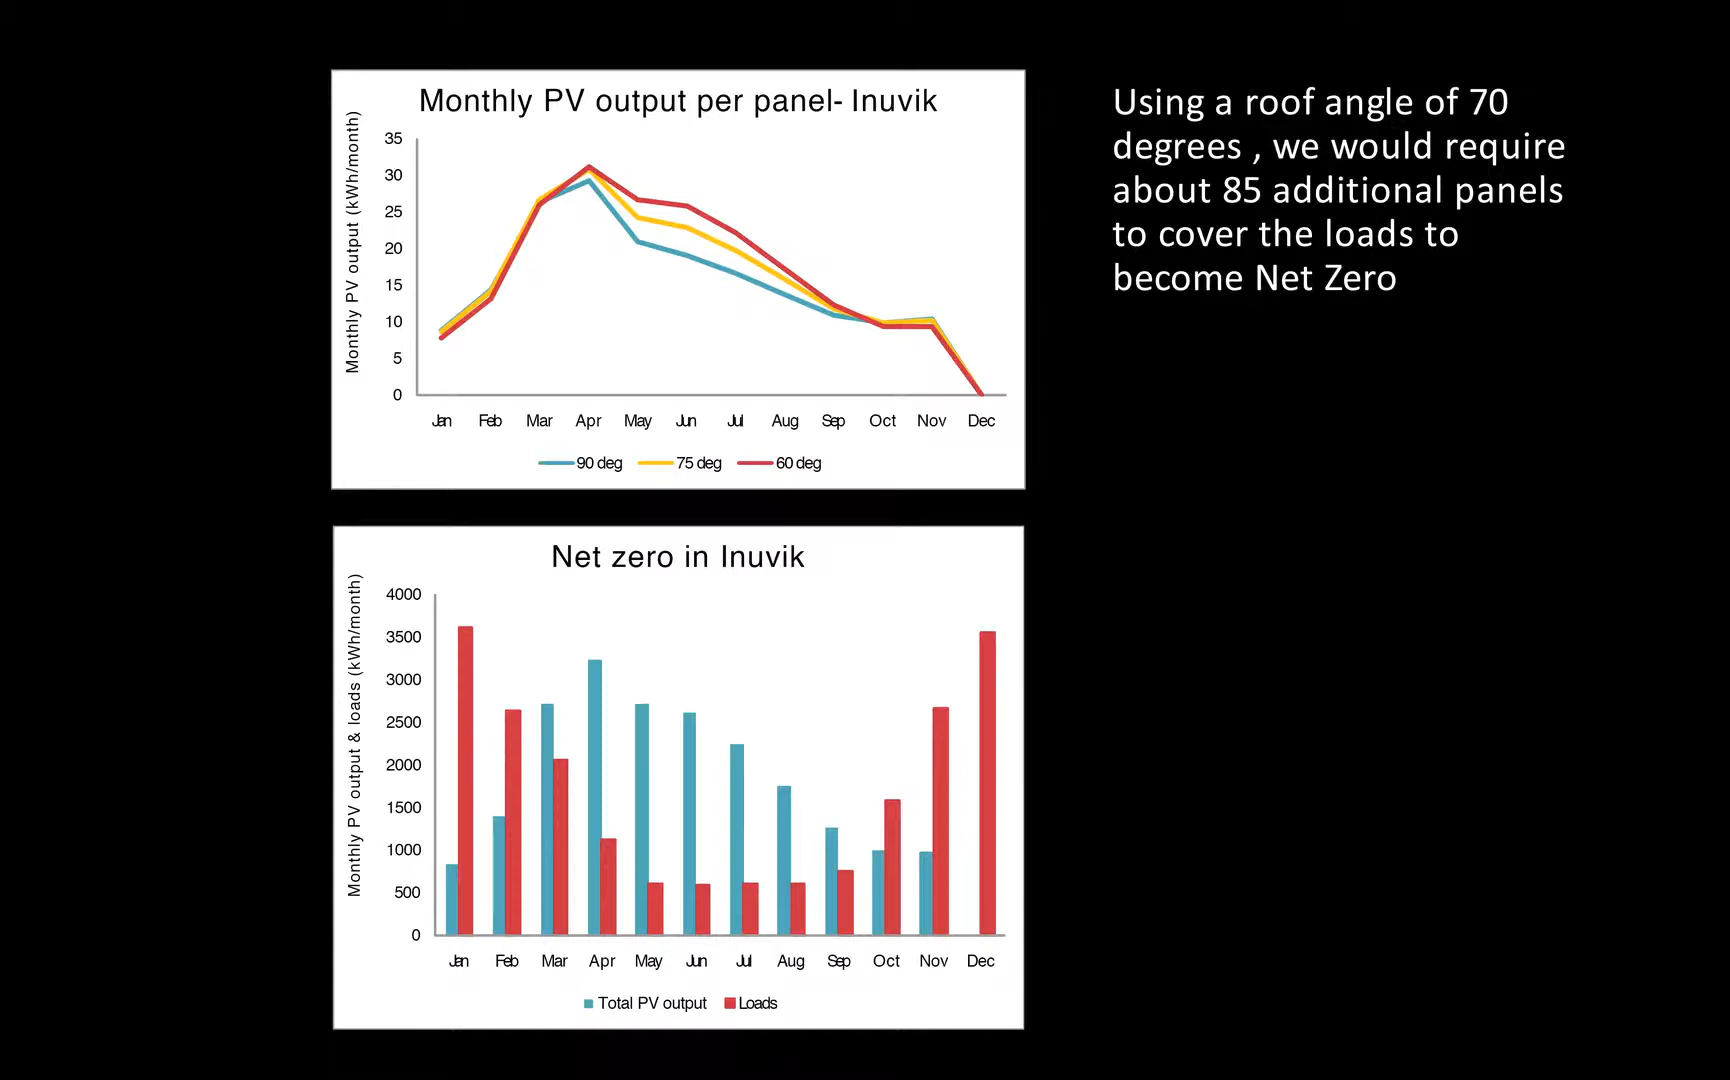 Monthly PV output per panel- Inuvik
Monthly PV output (kWh/month)
35
30
25
20
15
10
5
0
Jan Feb Mar Apr May Jun Jul Aug Sep Oct Nov Dec
90 deg 75 deg 60 deg
Using a roof angle of 70
degrees , we would require
about 85 additional panels
to cover the loads to
become Net Zero
Net zero in Inuvik
Monthly PV output & loads (kWh/month)
4000
3500
3000
2500
2000
1500
1000
500
0
Jan Feb Mar Apr May Jun Jul Aug Sep Oct Nov Dec
Total PV output Loads